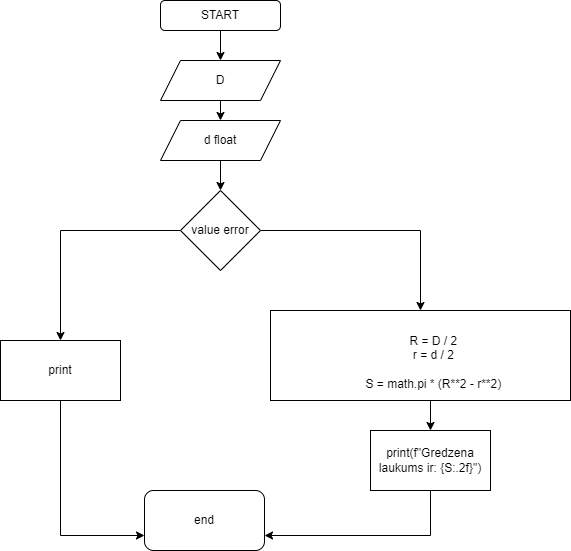 START
D
d float
value error
print
R = D / 2
r = d / 2
S = math.pi * (R**2 - r**2)
print(f"Gredzena
laukums ir: {S:.2f}")
end